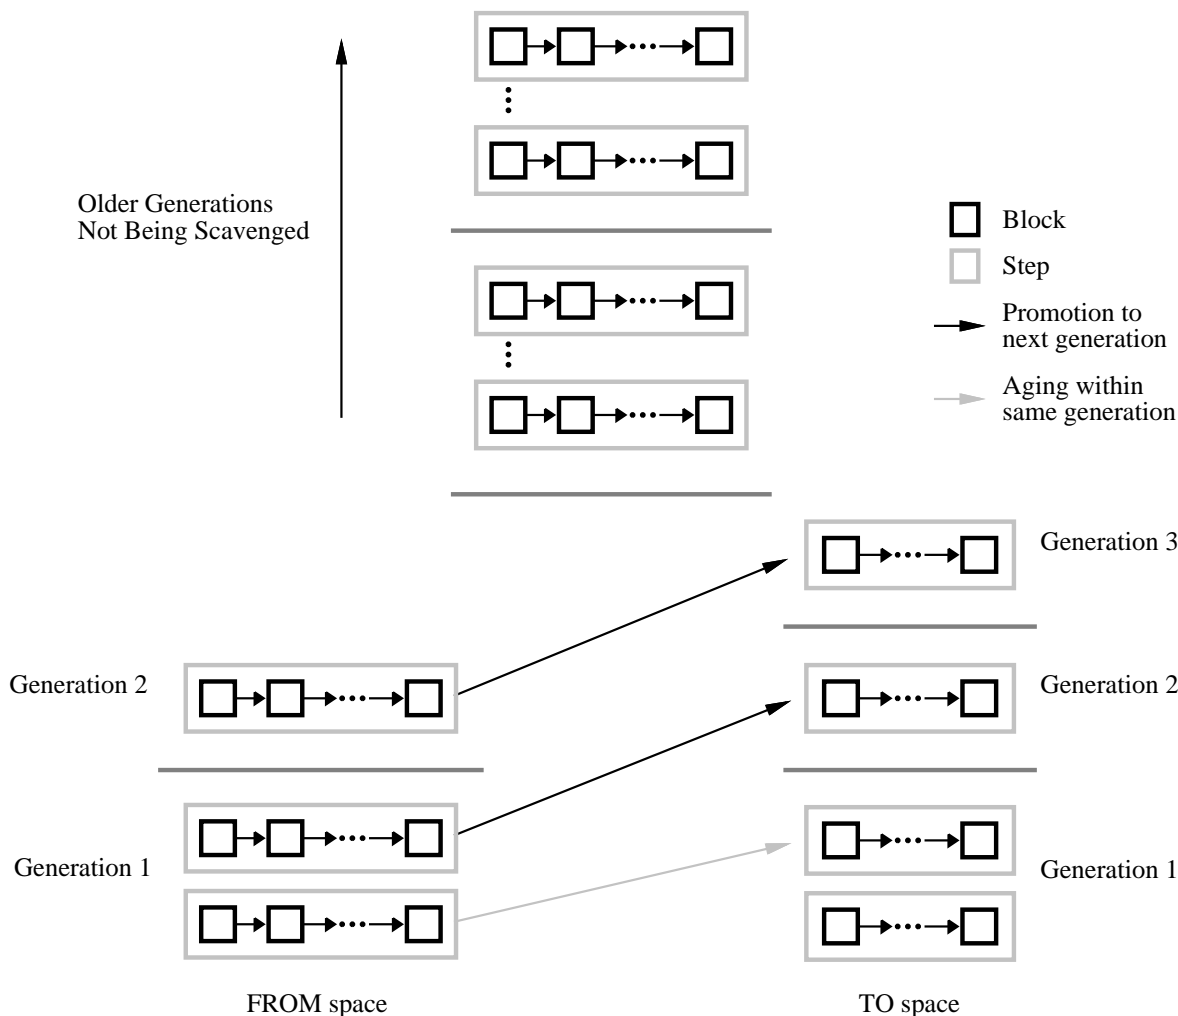 Older Generations
Not Being Scavenged
Block
Step
Promotion to
next generation
Aging within
same generation
Generation 3
Generation 2
Generation 2
Generation 1
Generation 1
FROM space
TO space